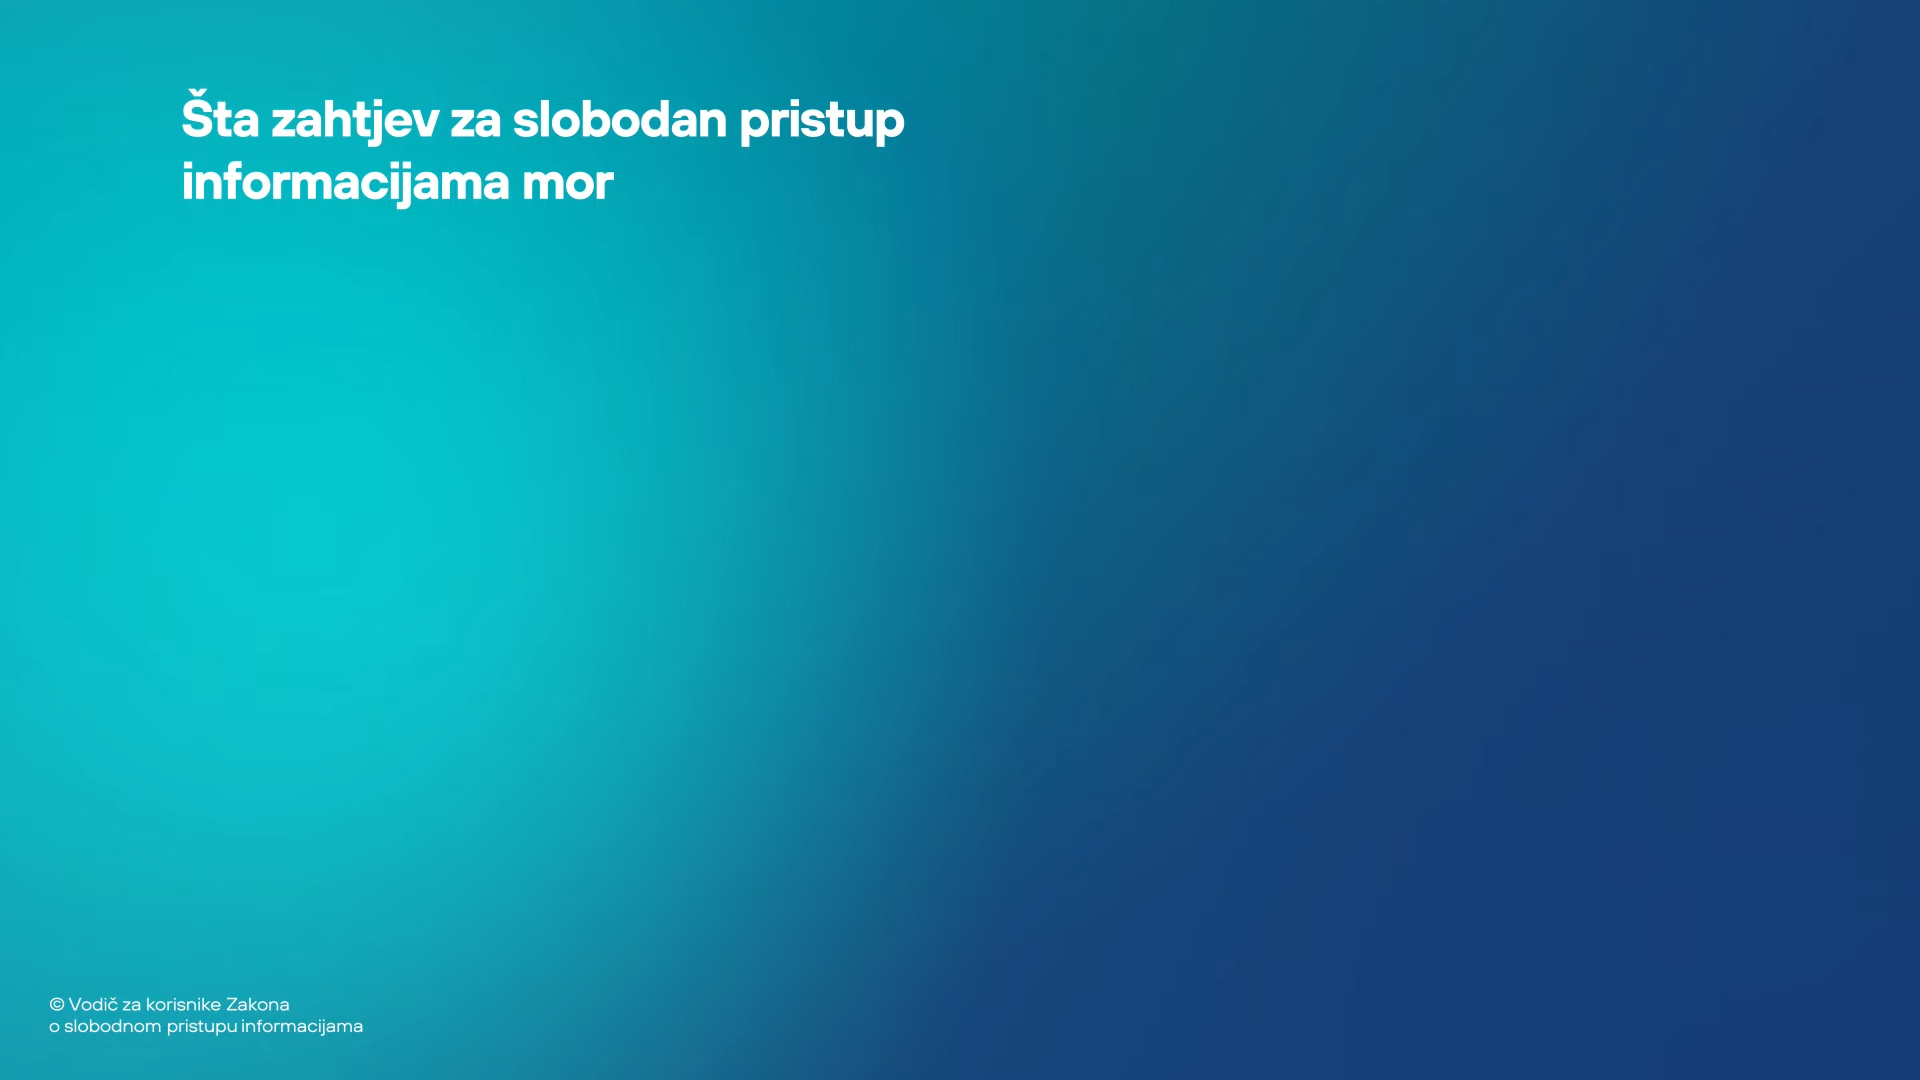 Šta zahtjev za slobodan pristup
informacijama mor
© Vodič za korisnike Zakona
o slobodnom pristupu informacijama